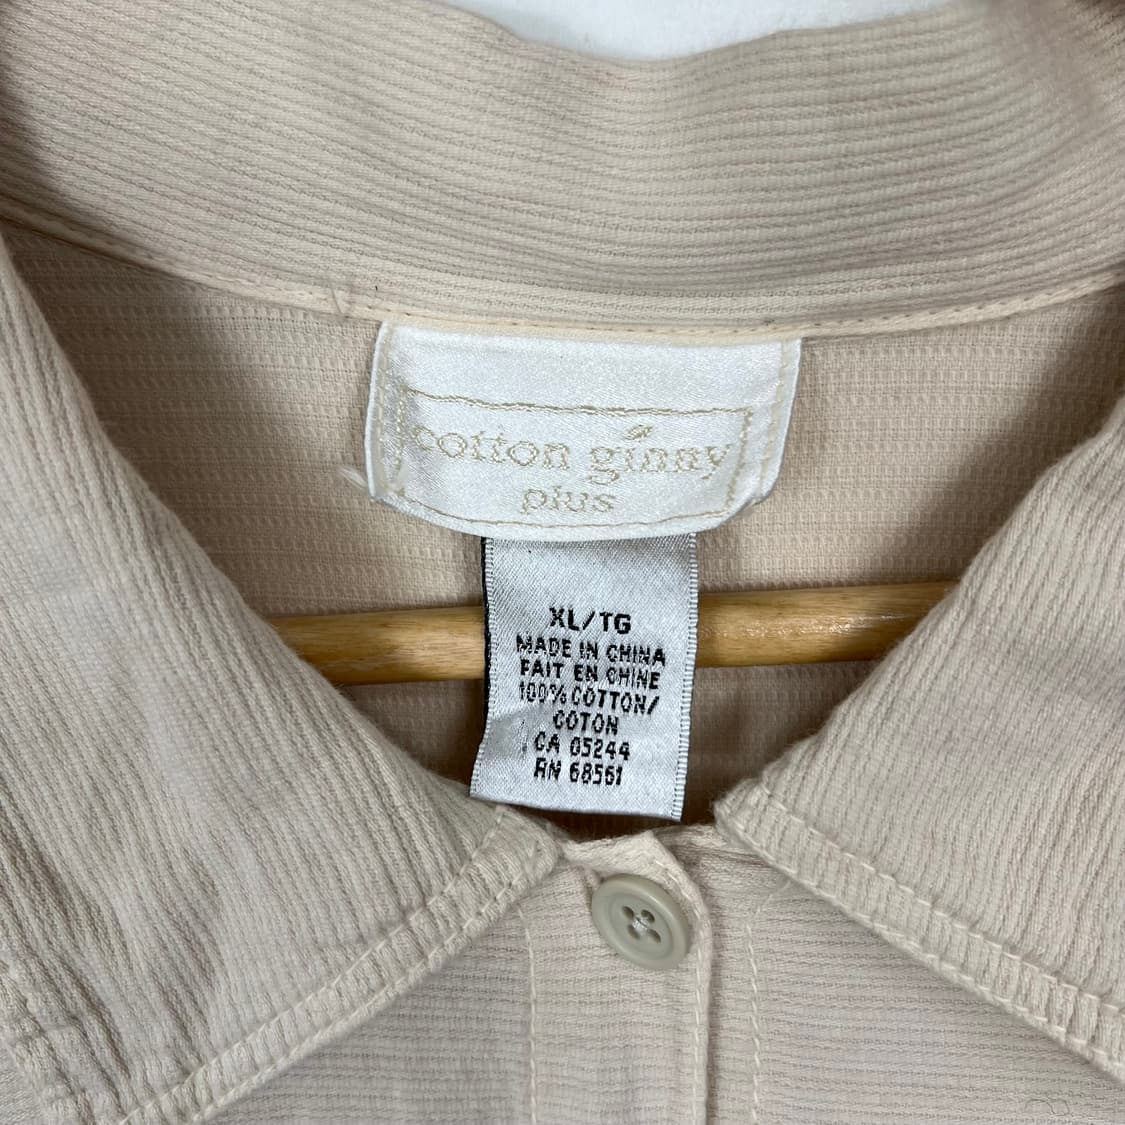 cotton ginny
plus
XL/TG
MADE IN CHINA
FAIT EN CHINE
100% COTTON/
COTON
CA 05244
RN 68561